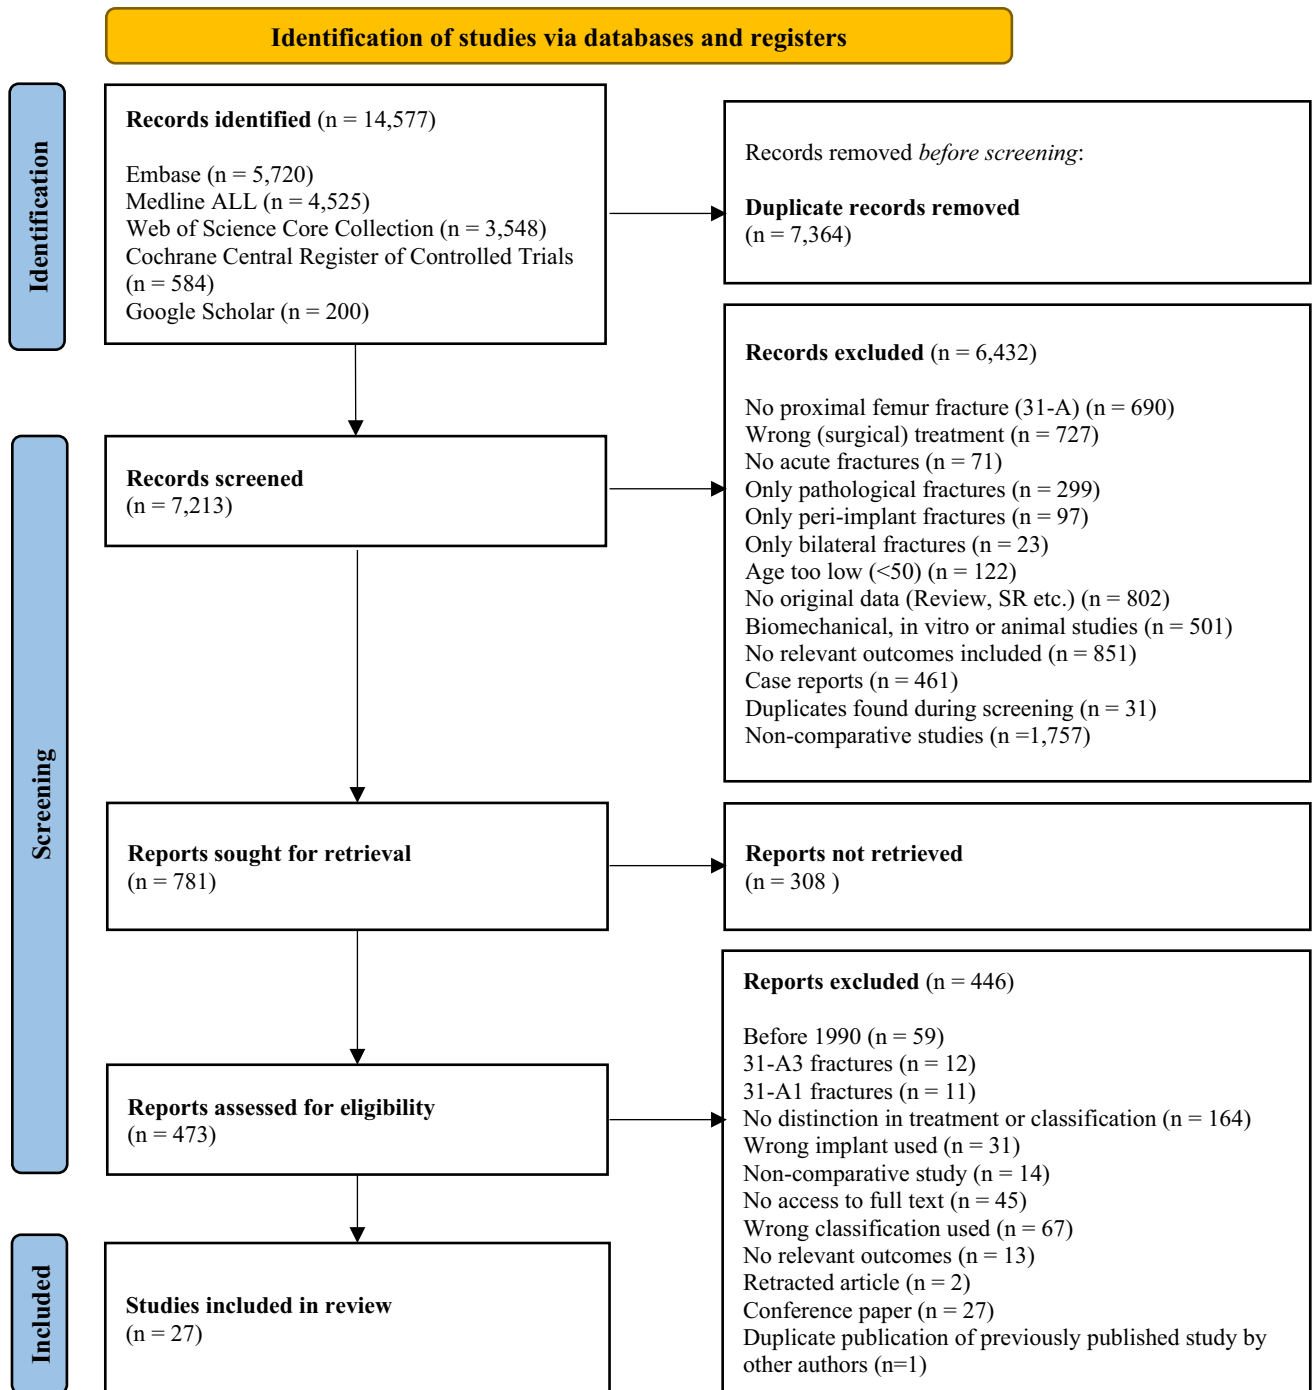 Identification of studies via databases and registers
Identification
Records identified (n = 14,577)
Embase (n = 5,720)
Medline ALL (n = 4,525)
Web of Science Core Collection (n = 3,548)
Cochrane Central Register of Controlled Trials
(n = 584)
Google Scholar (n = 200)
Records removed before screening:
Duplicate records removed
(n = 7,364)
Screening
Records screened
(n = 7,213)
Records excluded (n = 6,432)
No proximal femur fracture (31-A) (n = 690)
Wrong (surgical) treatment (n = 727)
No acute fractures (n = 71)
Only pathological fractures (n = 299)
Only peri-implant fractures (n = 97)
Only bilateral fractures (n = 23)
Age too low (<50) (n = 122)
No original data (Review, SR etc.) (n = 802)
Biomechanical, in vitro or animal studies (n = 501)
No relevant outcomes included (n = 851)
Case reports (n = 461)
Duplicates found during screening (n = 31)
Non-comparative studies (n =1,757)
Reports sought for retrieval
(n = 781)
Reports not retrieved
(n = 308 )
Reports assessed for eligibility
(n = 473)
Reports excluded (n = 446)
Before 1990 (n = 59)
31-A3 fractures (n = 12)
31-A1 fractures (n = 11)
No distinction in treatment or classification (n = 164)
Wrong implant used (n = 31)
Non-comparative study (n = 14)
No access to full text (n = 45)
Wrong classification used (n = 67)
No relevant outcomes (n = 13)
Retracted article (n = 2)
Conference paper (n = 27)
Duplicate publication of previously published study by
other authors (n=1)
Included
Studies included in review
(n = 27)